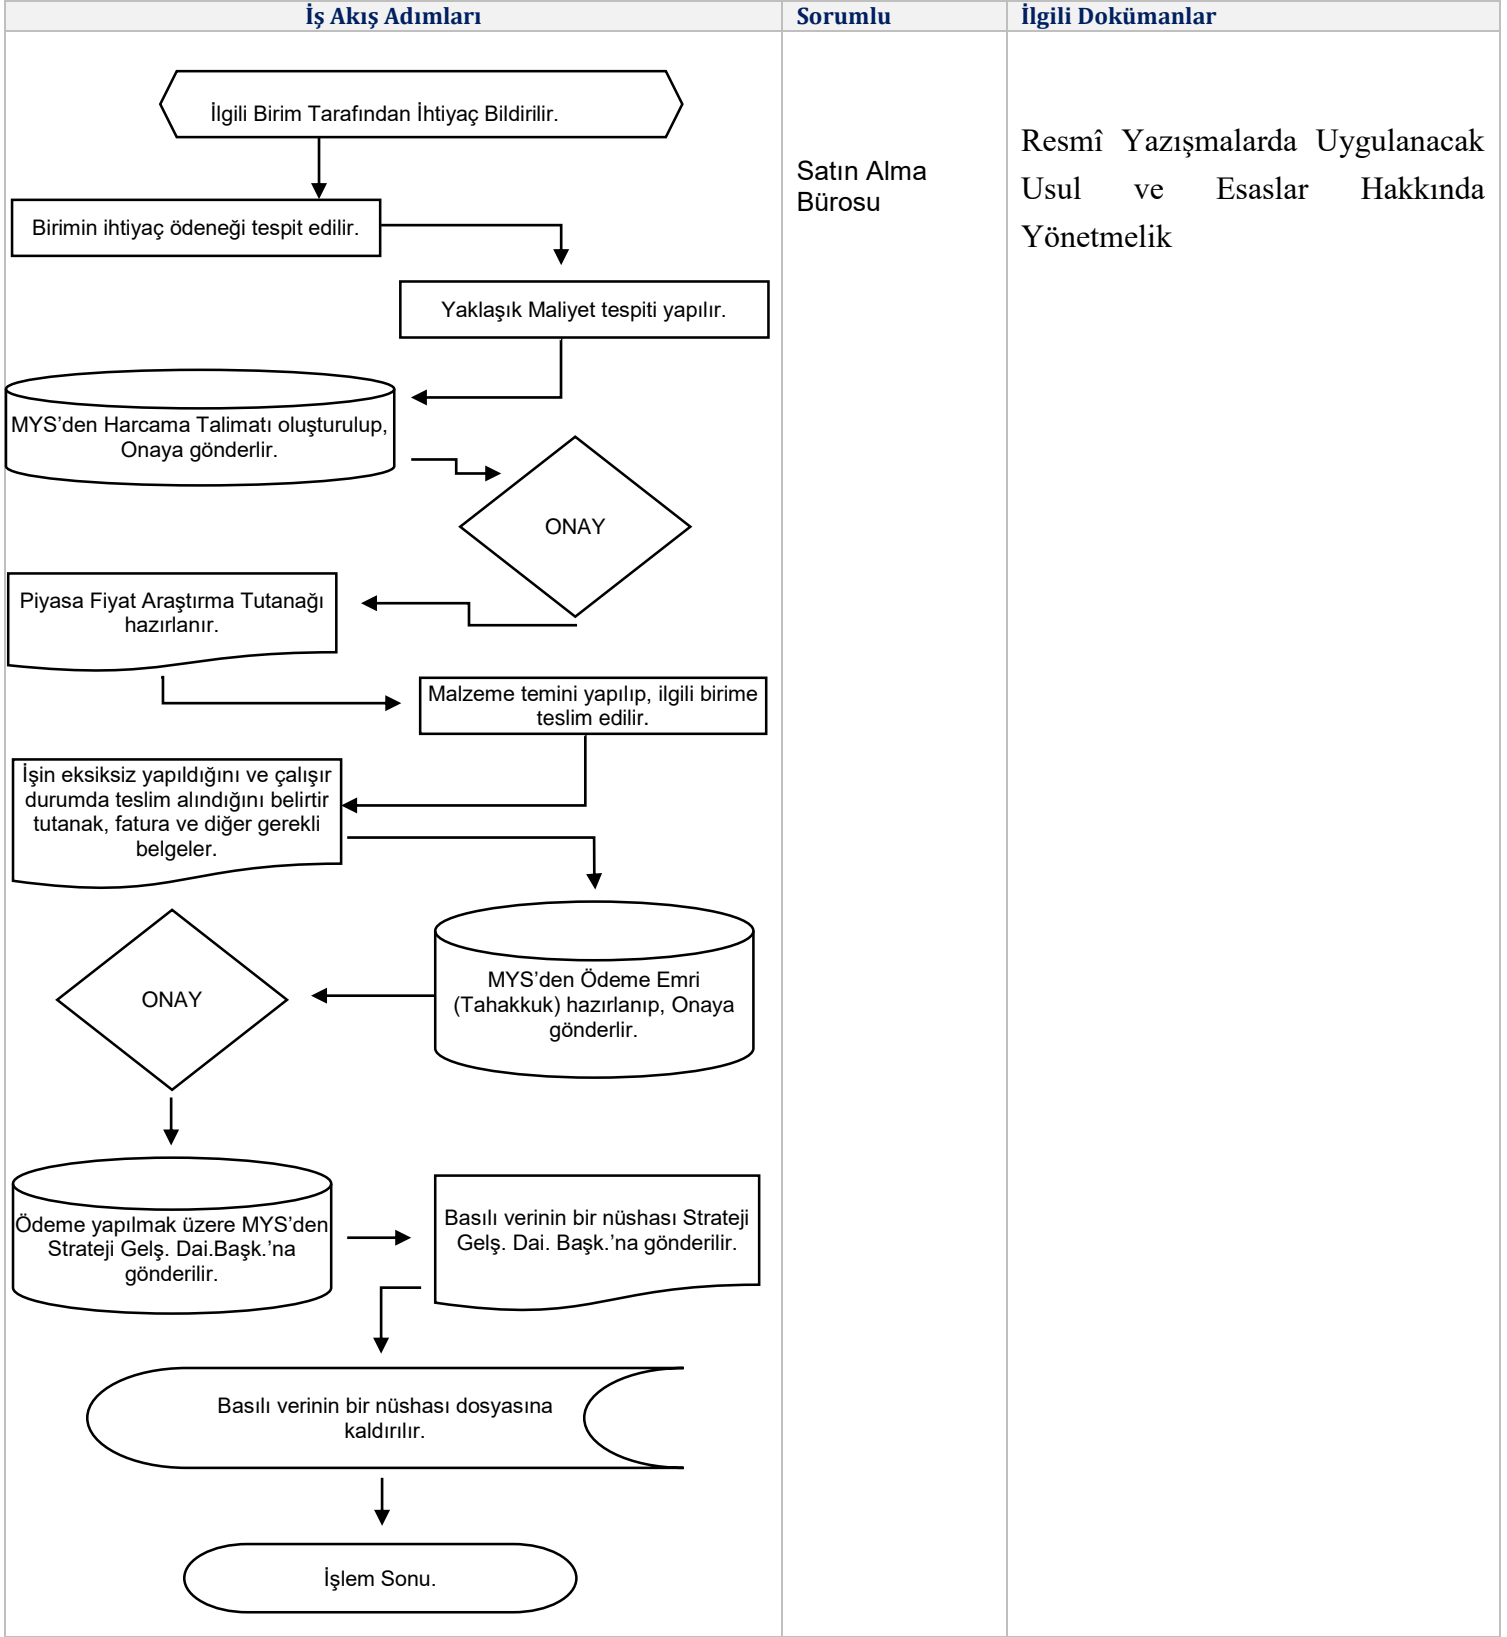 İş Akış Adımları
Sorumlu
İlgili Dokümanlar
İlgili Birim Tarafından İhtiyaç Bildirilir.
Birimin ihtiyaç ödeneği tespit edilir.
Yaklaşık Maliyet tespiti yapılır.
MYS’den Harcama Talimatı oluşturulup,
Onaya gönderlir.
ONAY
Piyasa Fiyat Araştırma Tutanağı
hazırlanır.
Malzeme temini yapılıp, ilgili birime
teslim edilir.
İşin eksiksiz yapıldığını ve çalışır
durumda teslim alındığını belirtir
tutanak, fatura ve diğer gerekli
belgeler.
MYS’den Ödeme Emri
(Tahakkuk) hazırlanıp, Onaya
gönderlir.
ONAY
Ödeme yapılmak üzere MYS’den
Strateji Gelş. Dai.Başk.’na
gönderilir.
Basılı verinin bir nüshası Strateji
Gelş. Dai. Başk.’na gönderilir.
Basılı verinin bir nüshası dosyasına
kaldırılır.
İşlem Sonu.
Satın Alma
Bürosu
Resmî Yazışmalarda Uygulanacak
Usul ve Esaslar Hakkında
Yönetmelik